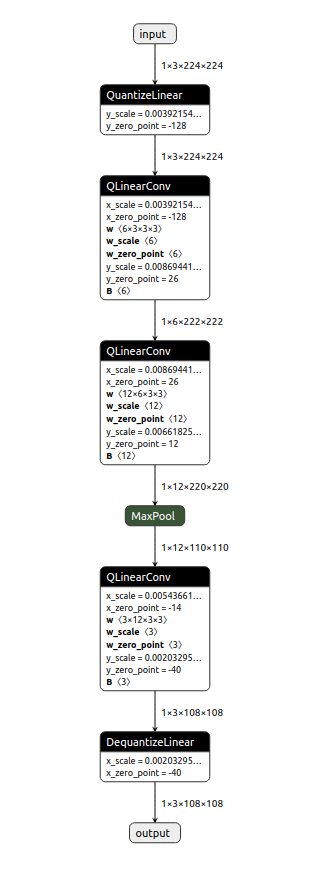 input
1×3×224×224
QuantizeLinear
y_scale = 0.00392154...
y_zero_point = -128
1×3×224×224
QLinearConv
x_scale = 0.00392154...
x_zero_point = -128
w ⟨6×3×3×3⟩
w_scale ⟨6⟩
w_zero_point ⟨6⟩
y_scale = 0.00869441...
y_zero_point = 26
B ⟨6⟩
1×6×222×222
QLinearConv
x_scale = 0.00869441...
x_zero_point = 26
w ⟨12×6×3×3⟩
w_scale ⟨12⟩
w_zero_point ⟨12⟩
y_scale = 0.00661825...
y_zero_point = 12
B ⟨12⟩
1×12×220×220
MaxPool
1×12×110×110
QLinearConv
x_scale = 0.00543661...
x_zero_point = -14
w ⟨3×12×3×3⟩
w_scale ⟨3⟩
w_zero_point ⟨3⟩
y_scale = 0.00203295...
y_zero_point = -40
B ⟨3⟩
1×3×108×108
DequantizeLinear
x_scale = 0.00203295...
x_zero_point = -40
1×3×108×108
output